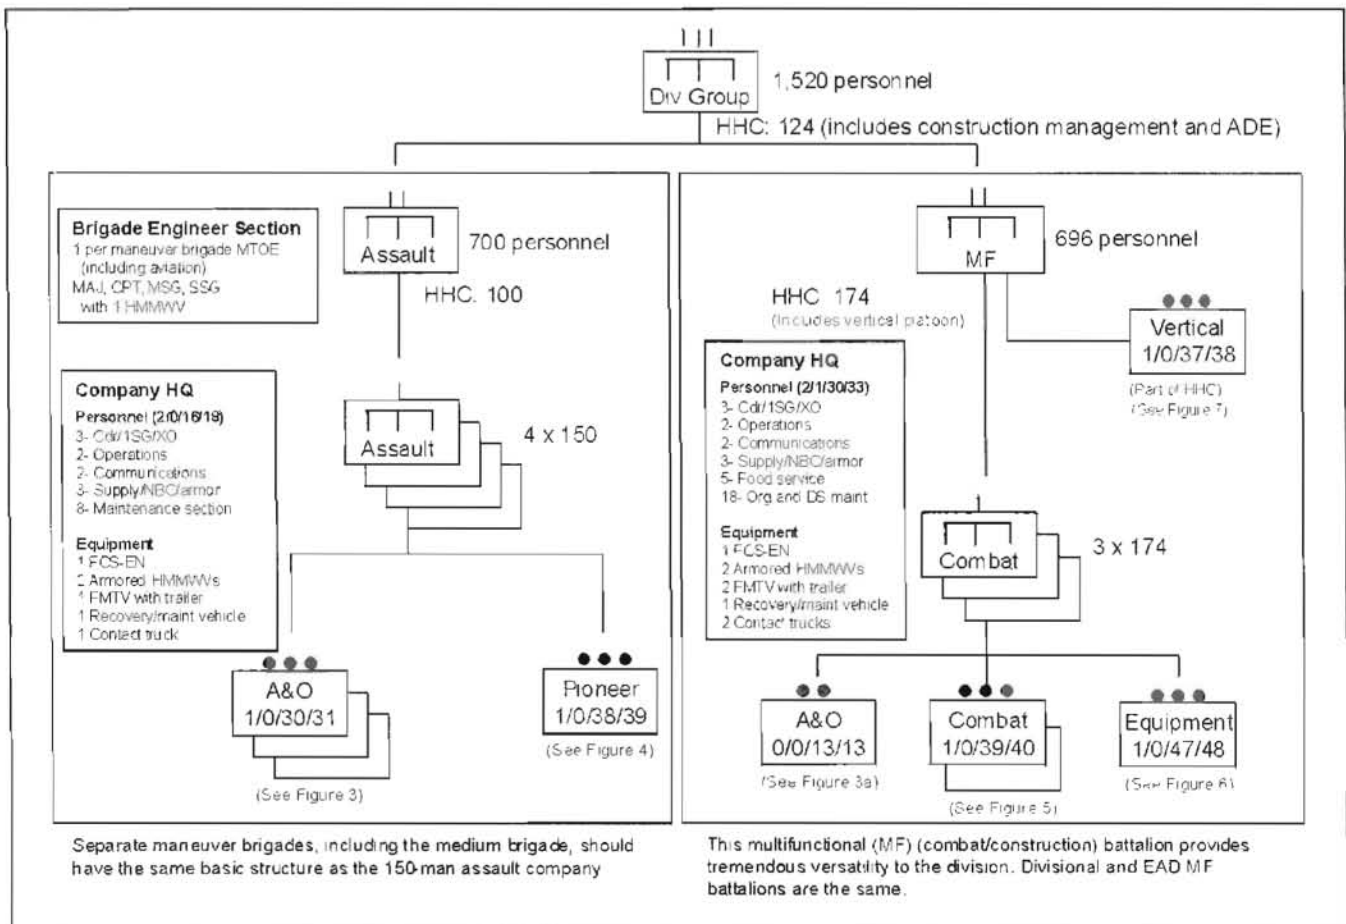 Div Group
1,520 personnel
HHC: 124 (includes construction management and ADE)
Brigade Engineer Section
1 per maneuver brigade MTOE
(including aviation)
MAJ, CPT, MSG, SSG
with 1 HMMWV
Assault
700 personnel
HHC: 100
Company HQ
Personnel (2/0/16/18)
3- Cdr/1SG/XO
2- Operations
2- Communications
3- Supply/NBC/armor
8- Maintenance section
Equipment
1 FCS-EN
2 Armored HMMWVs
1 FMTV with trailer
1 Recovery/maint vehicle
1 Contact truck
Assault
4 x 150
A&O
1/0/30/31
(See Figure 3)
Pioneer
1/0/38/39
(See Figure 4)
Separate maneuver brigades, including the medium brigade, should
have the same basic structure as the 150-man assault company
MF
696 personnel
HHC 174
(Includes vertical platoon)
Vertical
1/0/37/38
(Part of HHC)
(See Figure 7)
Company HQ
Personnel (2/1/30/33)
3- Cdr/1SG/XO
2- Operations
2- Communications
3- Supply/NBC/armor
5- Food service
18- Org and DS maint
Equipment
1 FCS-EN
2 Armored HMMWVs
2 FMTV with trailer
1 Recovery/maint vehicle
2 Contact trucks
Combat
3 x 174
A&O
0/0/13/13
(See Figure 3a)
Combat
1/0/39/40
(See Figure 5)
Equipment
1/0/47/48
(See Figure 6)
This multifunctional (MF) (combat/construction) battalion provides
tremendous versatility to the division. Divisional and EAD MF
battalions are the same.